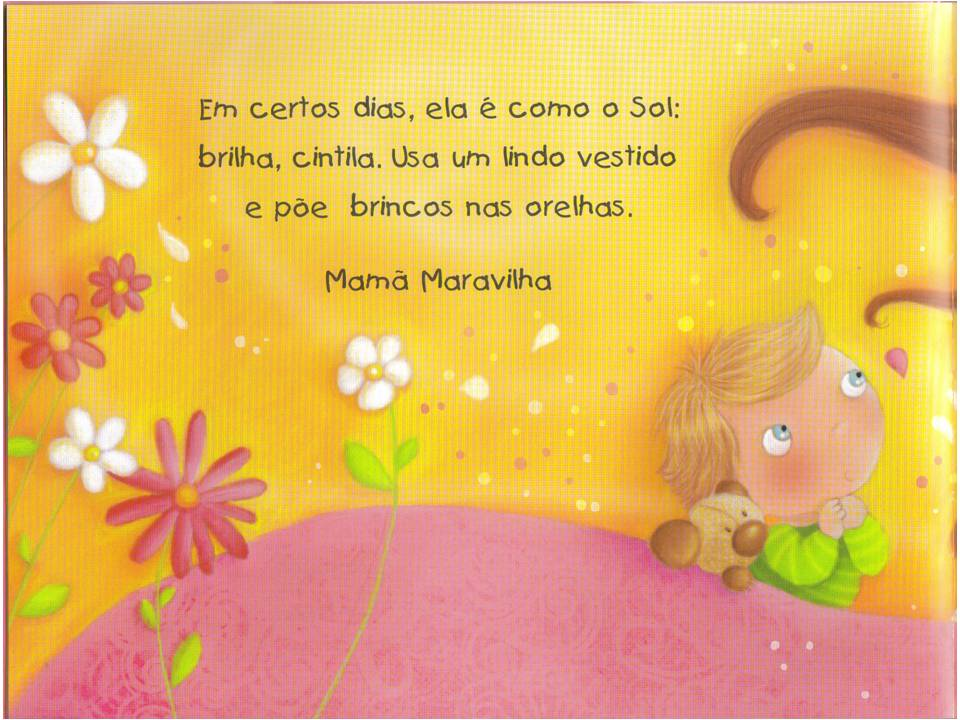 Em certos dias, ela é como o Sol:
brilha, cintila. Usa um lindo vestido
e põe brincos nas orelhas.
Mamã Maravilha